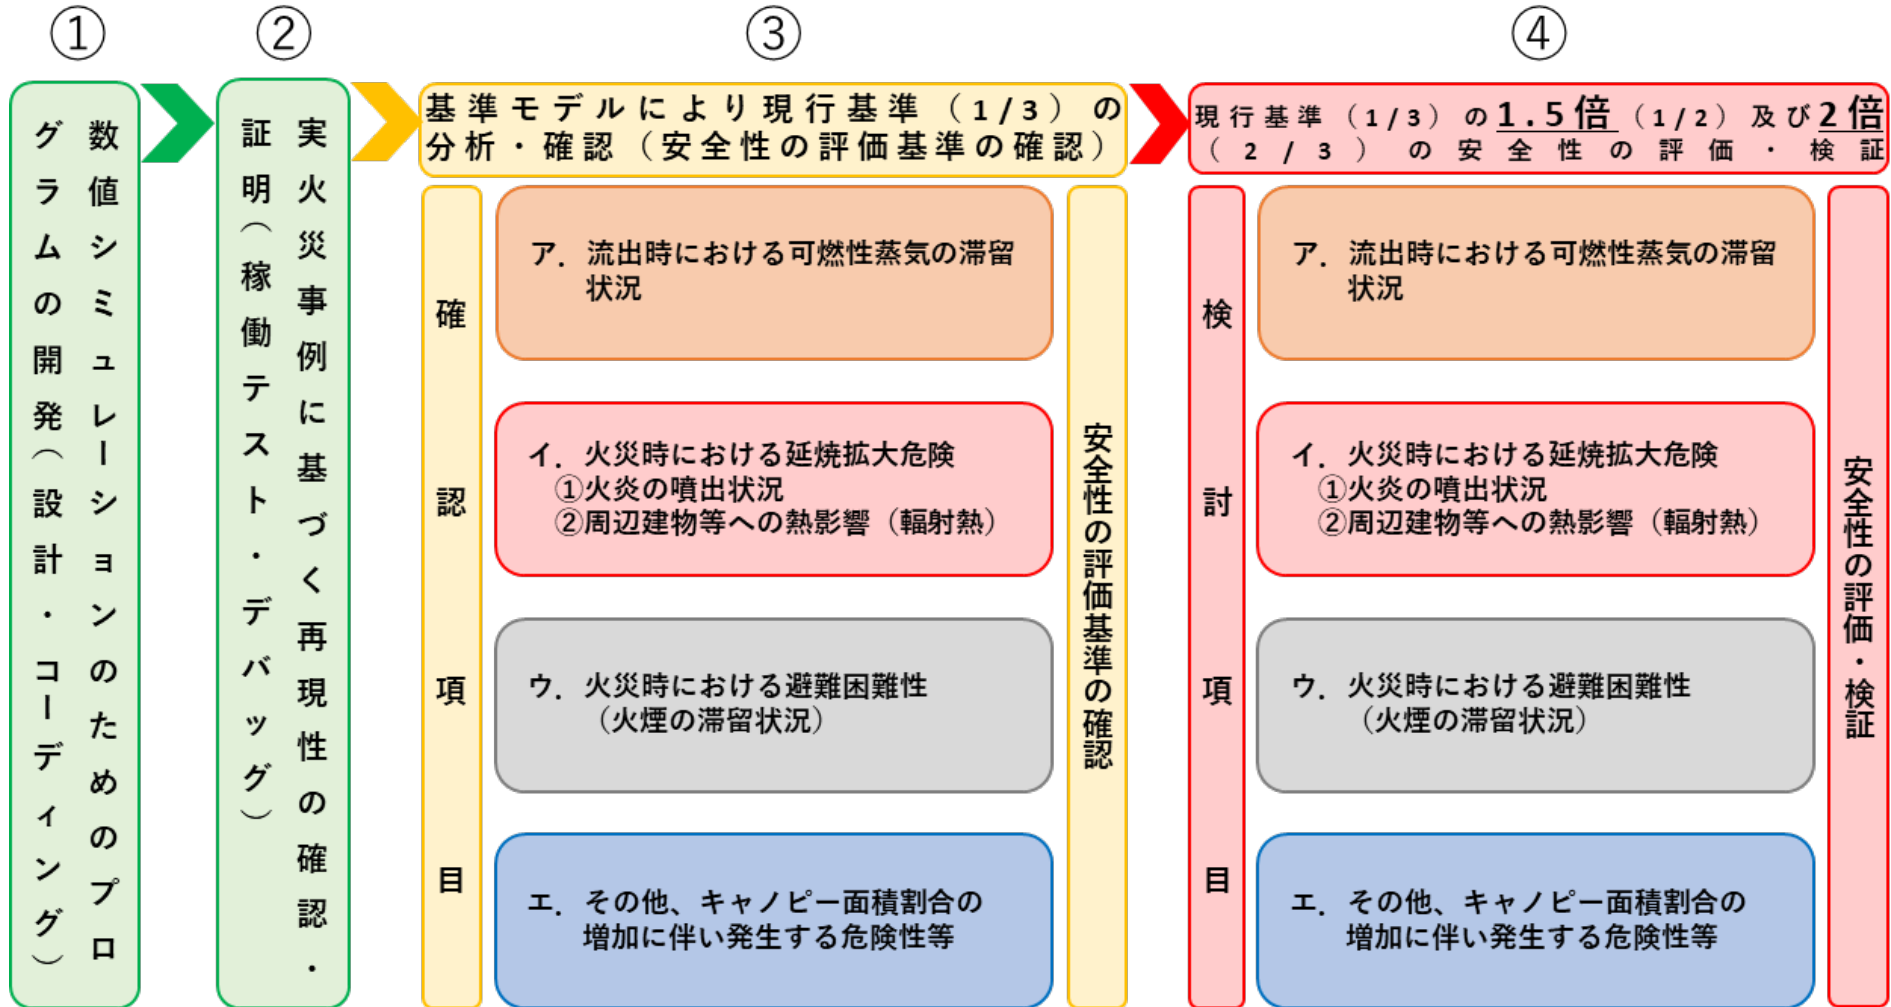 ①
数値シミュレーションのためのプロ
グラムの開発（設計・コーディング）
②
実火災事例に基づく再現性の確認・
証明（稼働テスト・デバッグ）
③
基準モデルにより現行基準（1/3）の
分析・確認（安全性の評価基準の確認）
確認項目
ア．流出時における可燃性蒸気の滞留
状況
イ．火災時における延焼拡大危険
①火炎の噴出状況
②周辺建物等への熱影響（輻射熱）
ウ．火災時における避難困難性
（火煙の滞留状況）
エ．その他、キャノピー面積割合の
増加に伴い発生する危険性等
安全性の評価基準の確認
④
現行基準（1/3）の1.5倍（1/2）及び2倍
（2/3）の安全性の評価・検証
検討項目
ア．流出時における可燃性蒸気の滞留
状況
イ．火災時における延焼拡大危険
①火炎の噴出状況
②周辺建物等への熱影響（輻射熱）
ウ．火災時における避難困難性
（火煙の滞留状況）
エ．その他、キャノピー面積割合の
増加に伴い発生する危険性等
安全性の評価・検証